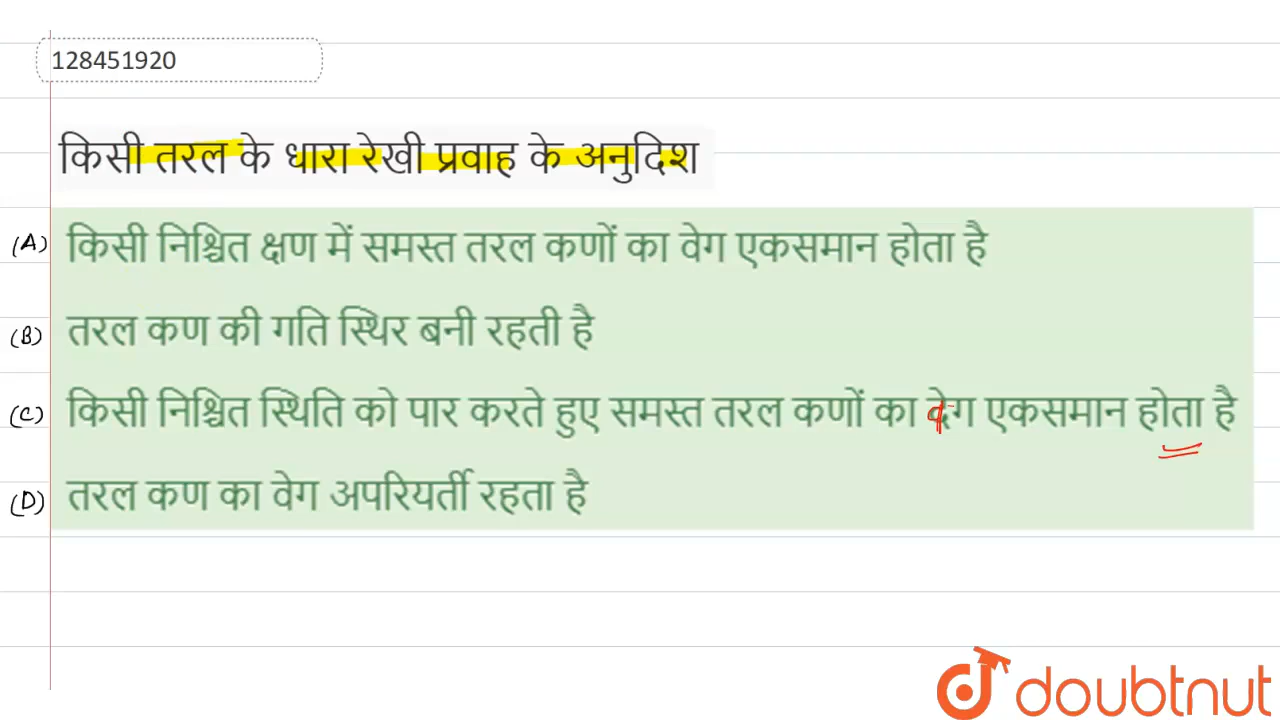 128451920
किसी तरल के धारा रेखी प्रवाह के अनुदिश
(A) किसी निश्चित क्षण में समस्त तरल कणों का वेग एकसमान होता है
(B) तरल कण की गति स्थिर बनी रहती है
(C) किसी निश्चित स्थिति को पार करते हुए समस्त तरल कणों का वेग एकसमान होता है
(D) तरल कण का वेग अपरियर्ती रहता है
doubtnut